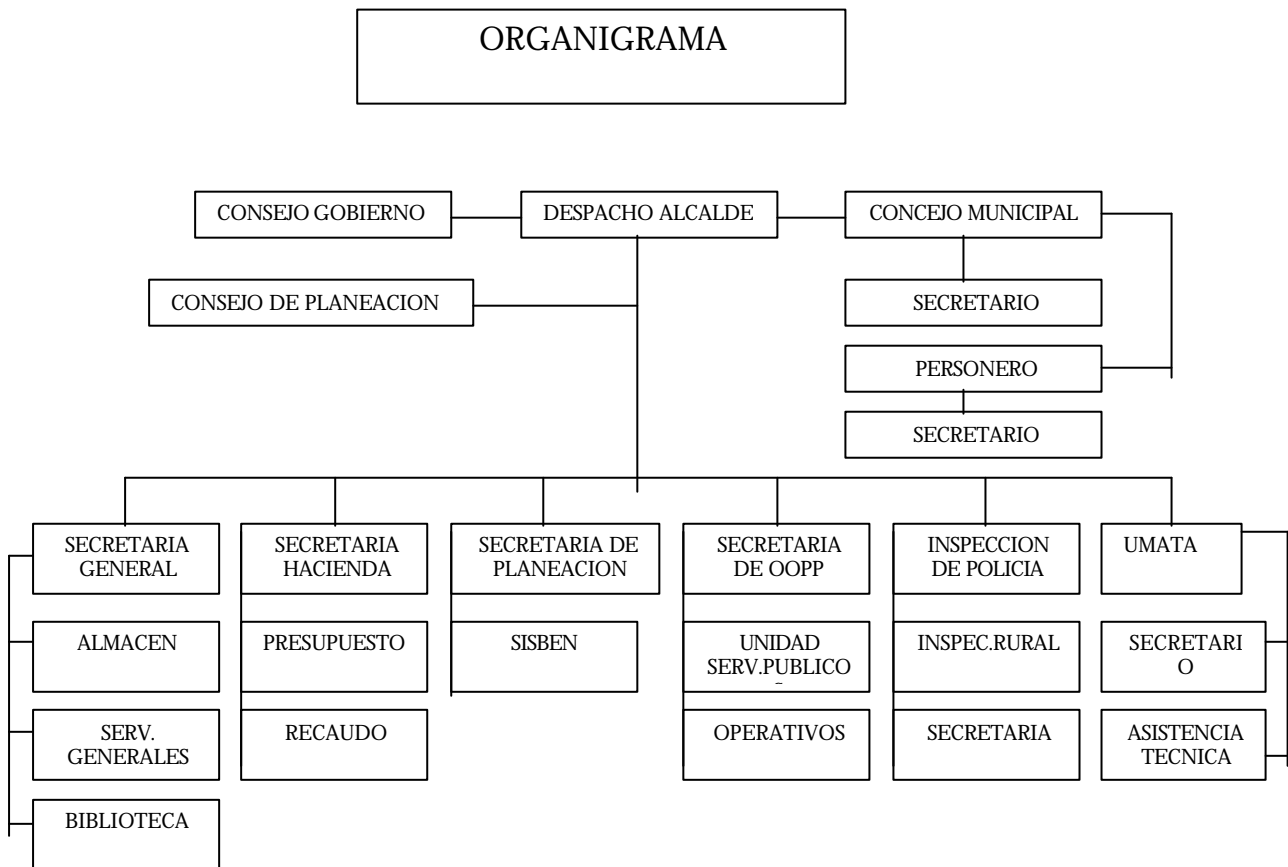 ORGANIGRAMA
CONSEJO GOBIERNO
DESPACHO ALCALDE
CONCEJO MUNICIPAL
CONSEJO DE PLANEACION
SECRETARIO
PERSONERO
SECRETARIO
SECRETARIA
GENERAL
SECRETARIA
HACIENDA
SECRETARIA DE
PLANEACION
SECRETARIA
DE OOPP
INSPECCION
DE POLICIA
UMATA
ALMACEN
PRESUPUESTO
SISBEN
UNIDAD
SERV.PUBLICO
INSPEC.RURAL
SECRETARI
O
SERV.
GENERALES
RECAUDO
OPERATIVOS
SECRETARIA
ASISTENCIA
TECNICA
BIBLIOTECA